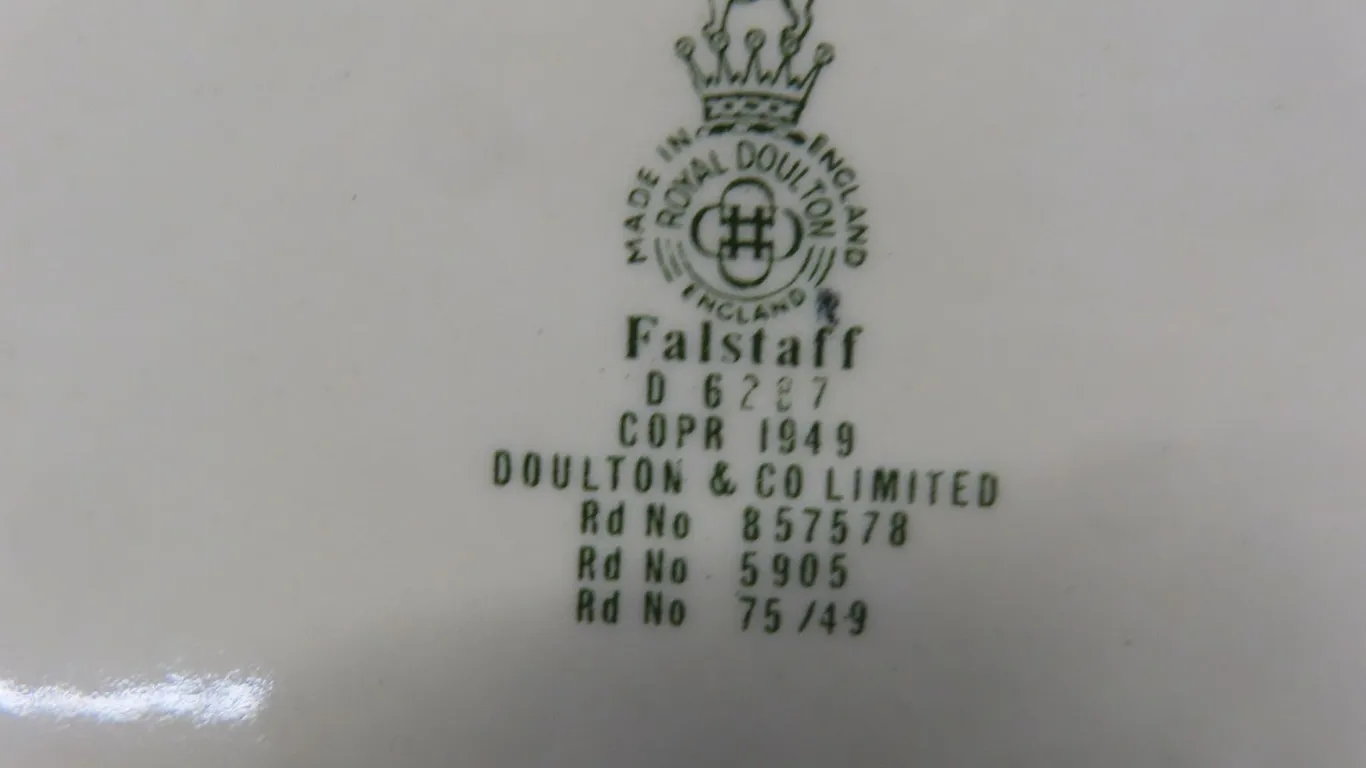 MADE IN ENGLAND
ROYAL DOULTON
ENGLAND
Falstaff
D 6287
COPR 1949
DOULTON & CO LIMITED
Rd No 857578
Rd No 5905
Rd No 75/49